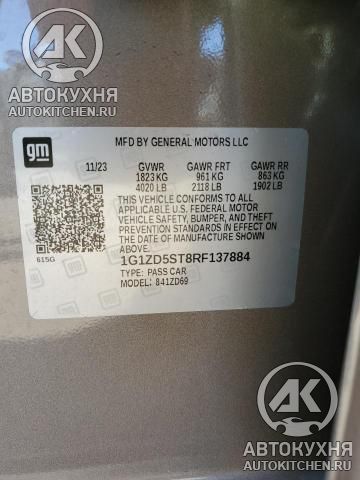 АК
АВТОКУХНЯ
AUTOKITCHEN.RU
gm
MFD BY GENERAL MOTORS LLC
11/23 GVWR GAWR FRT GAWR RR
1823 KG 961 KG 863 KG
4020 LB 2118 LB 1902 LB
THIS VEHICLE CONFORMS TO ALL
APPLICABLE U.S. FEDERAL MOTOR
VEHICLE SAFETY, BUMPER, AND THEFT
PREVENTION STANDARDS IN EFFECT ON
THE DATE OF MANUFACTURE SHOWN
ABOVE.
615G
1G1ZD5ST8RF137884
TYPE: PASS CAR
MODEL: 841ZD69
АК
АВТОКУХНЯ
AUTOKITCHEN.RU